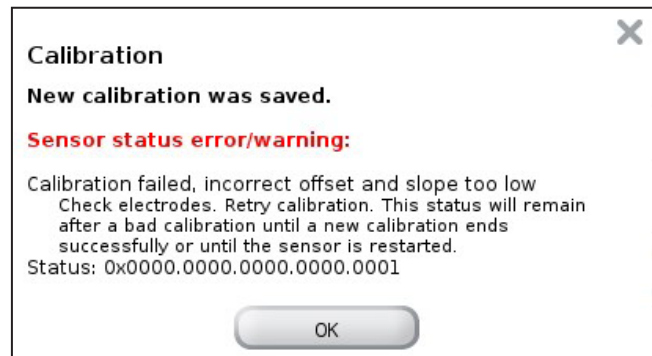 Calibration
New calibration was saved.
Sensor status error/warning:
Calibration failed, incorrect offset and slope too low
Check electrodes. Retry calibration. This status will remain
after a bad calibration until a new calibration ends
successfully or until the sensor is restarted.
Status: 0x0000.0000.0000.0000.0001
OK